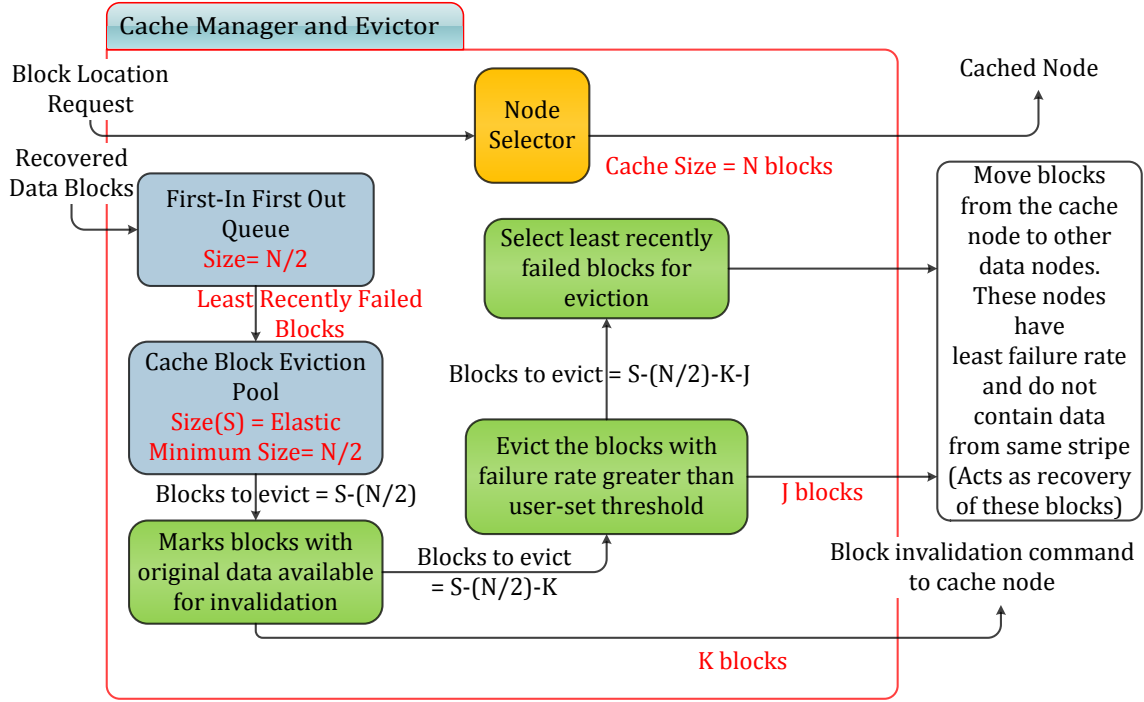 Cache Manager and Evictor
Block Location
Request
Node
Selector
Cached Node
Cache Size = N blocks
Recovered
Data Blocks
First-In First Out
Queue
Size= N/2
Least Recently Failed
Blocks
Cache Block Eviction
Pool
Size(S) = Elastic
Minimum Size= N/2
Blocks to evict = S-(N/2)
Marks blocks with
original data available
for invalidation
Blocks to evict
= S-(N/2)-K
Select least recently
failed blocks for
eviction
Blocks to evict = S-(N/2)-K-J
Evict the blocks with
failure rate greater than
user-set threshold
J blocks
Move blocks
from the cache
node to other
data nodes.
These nodes
have
least failure rate
and do not
contain data
from same stripe
(Acts as recovery
of these blocks)
Block invalidation command
to cache node
K blocks